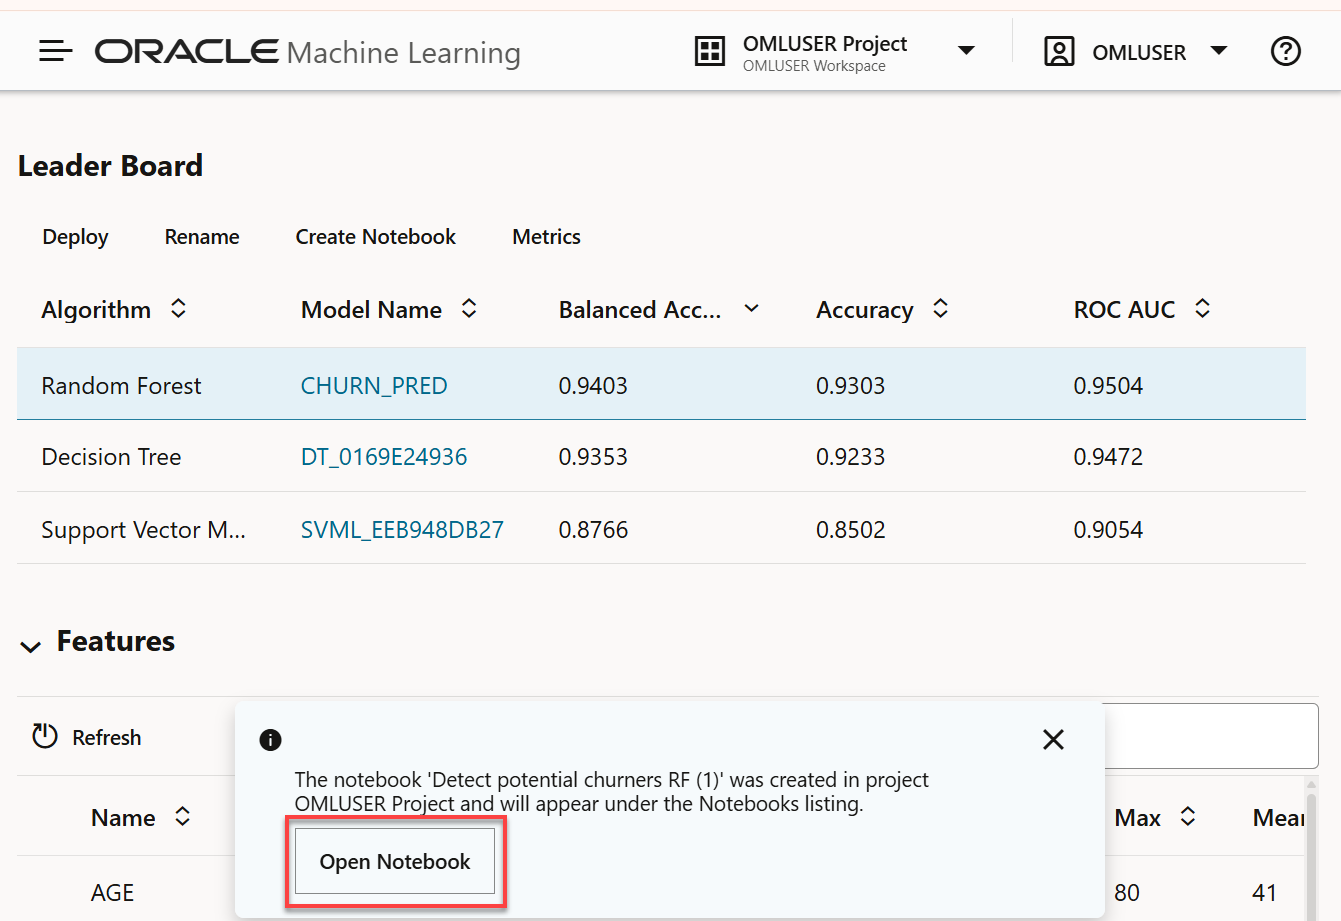 ORACLE Machine Learning
OMLUSER Project
OMLUSER Workspace
OMLUSER
Leader Board
Deploy Rename Create Notebook Metrics
Algorithm Model Name Balanced Acc... Accuracy ROC AUC
Random Forest CHURN_PRED 0.9403 0.9303 0.9504
Decision Tree DT_0169E24936 0.9353 0.9233 0.9472
Support Vector M... SVML_EEB948DB27 0.8766 0.8502 0.9054
Features
Refresh
The notebook 'Detect potential churners RF (1)' was created in project
OMLUSER Project and will appear under the Notebooks listing.
Open Notebook
Name Max Mean
AGE 80 41